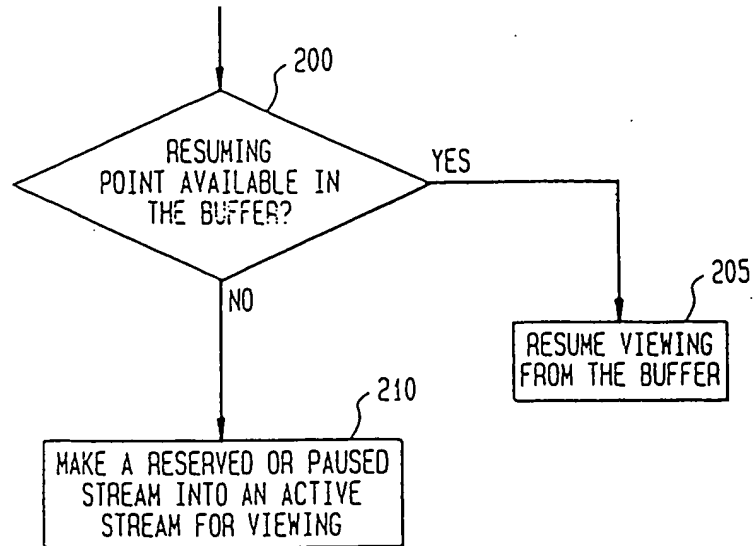 200
RESUMING
POINT AVAILABLE IN
THE BUFFER?
YES
NO
205
RESUME VIEWING
FROM THE BUFFER
210
MAKE A RESERVED OR PAUSED
STREAM INTO AN ACTIVE
STREAM FOR VIEWING